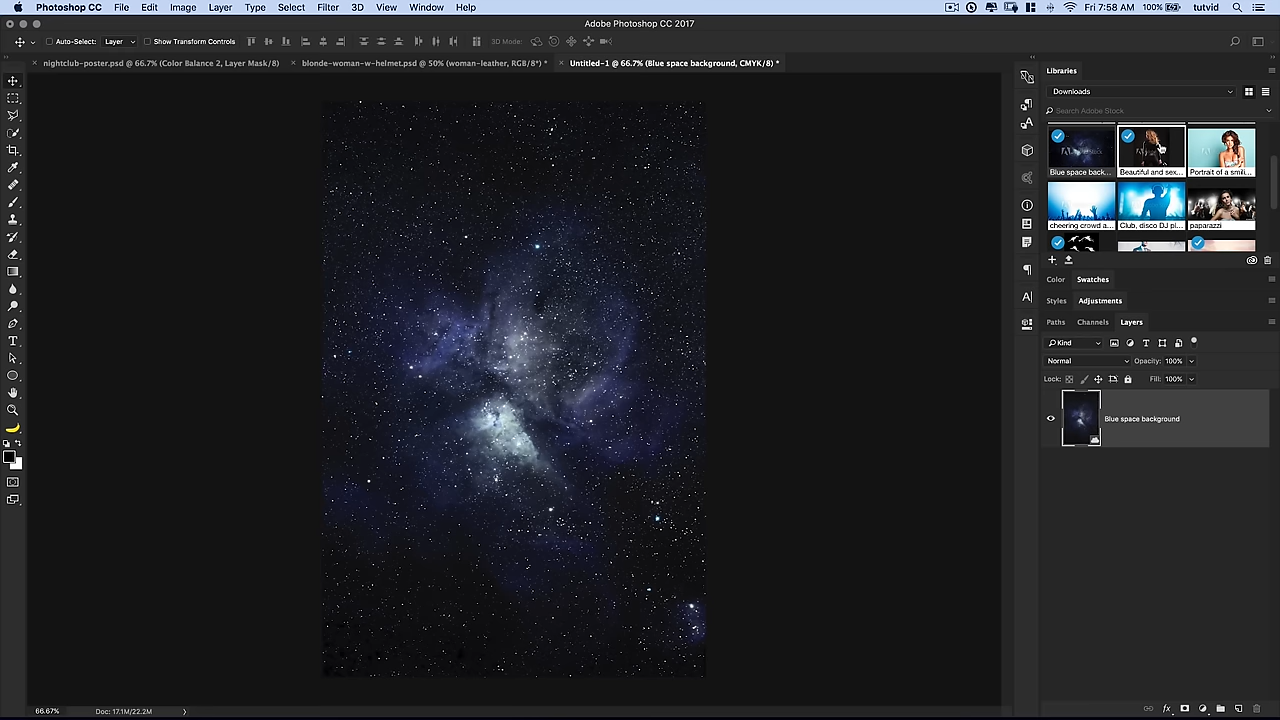 Photoshop CC File Edit Image Layer Type Select Filter 3D View Window Help Fri 7:58 AM 100% tutvid
Adobe Photoshop CC 2017
Auto-Select: Layer Show Transform Controls 3D Mode:
nightclub-poster.psd @ 66.7% (Color Balance 2, Layer Mask/8) blonde-woman-w-helmet.psd @ 50% (woman-leather, RGB/8*) * Untitled-1 @ 66.7% (Blue space background, CMYK/8) *
Libraries
Downloads
Search Adobe Stock
Blue space back... Beautiful and sex... Portrait of a smili...
cheering crowd a... Club, disco DJ pl... paparazzi
Color Swatches
Styles Adjustments
Paths Channels Layers
Kind
Normal Opacity: 100%
Lock: Fill: 100%
Blue space background
66.67% Doc: 17.1M/22.2M